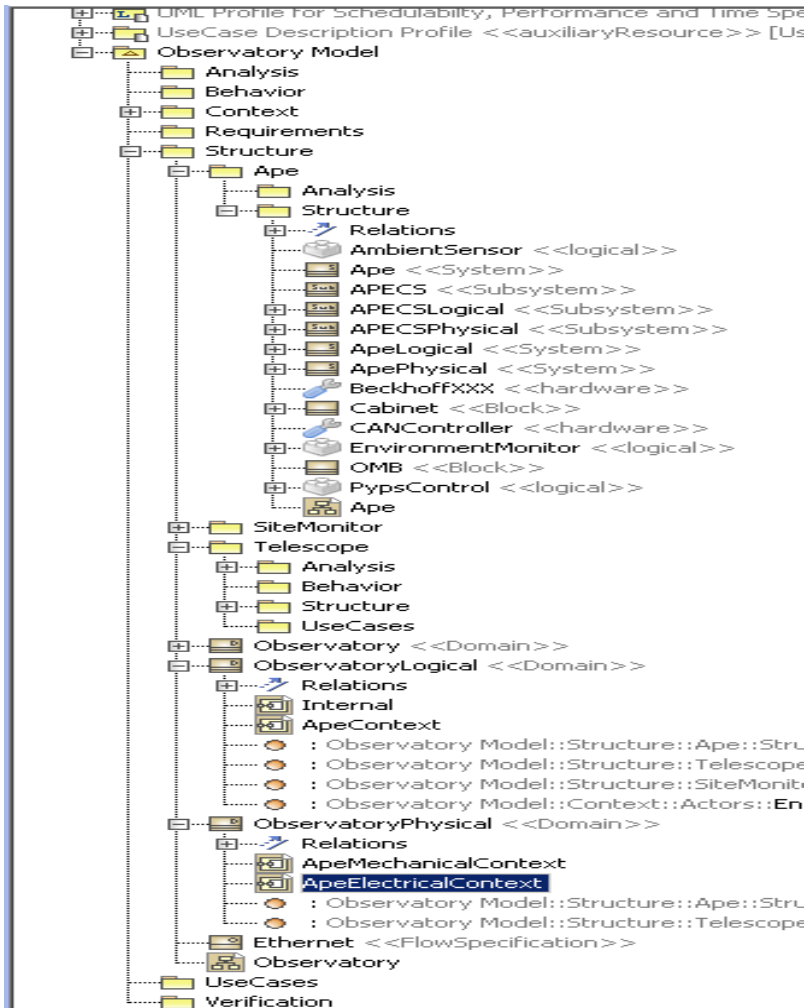 UML Profile for Schedulabilty, Performance and Time Spe
UseCase Description Profile <<auxiliaryResource>> [Us
Observatory Model
Analysis
Behavior
Context
Requirements
Structure
Ape
Analysis
Structure
Relations
AmbientSensor <<logical>>
Ape <<System>>
APECS <<Subsystem>>
APECSLogical <<Subsystem>>
APECSPhysical <<Subsystem>>
ApeLogical <<System>>
ApePhysical <<System>>
BeckhoffXXX <<hardware>>
Cabinet <<Block>>
CANController <<hardware>>
EnvironmentMonitor <<logical>>
OMB <<Block>>
PypsControl <<logical>>
Ape
SiteMonitor
Telescope
Analysis
Behavior
Structure
UseCases
Observatory <<Domain>>
ObservatoryLogical <<Domain>>
Relations
Internal
ApeContext
: Observatory Model::Structure::Ape::Stru
: Observatory Model::Structure::Telescope
: Observatory Model::Structure::SiteMonito
: Observatory Model::Context::Actors::En
ObservatoryPhysical <<Domain>>
Relations
ApeMechanicalContext
ApeElectricalContext
: Observatory Model::Structure::Ape::Stru
: Observatory Model::Structure::Telescope
Ethernet <<FlowSpecification>>
Observatory
UseCases
Verification